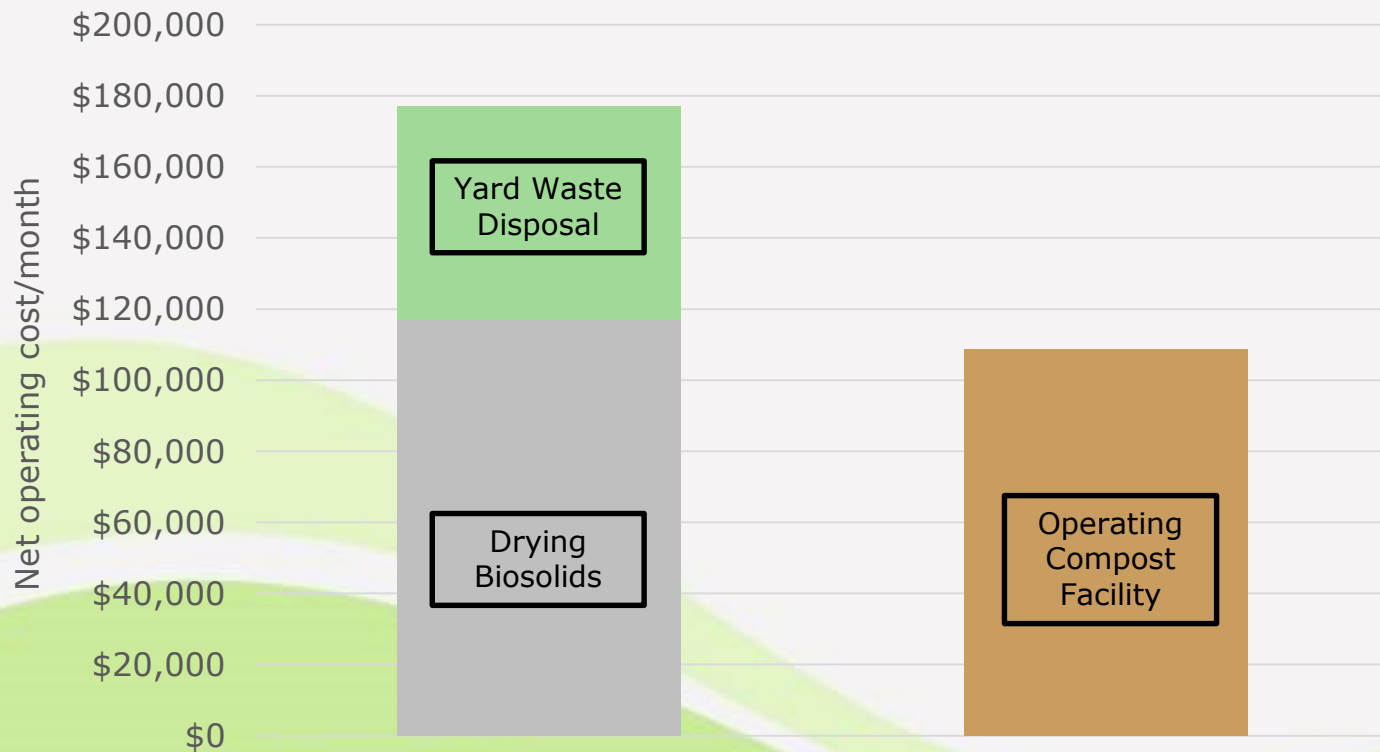 Net operating cost/month
$200,000
$180,000
$160,000
$140,000
$120,000
$100,000
$80,000
$60,000
$40,000
$20,000
$0
Yard Waste
Disposal
Drying
Biosolids
Operating
Compost
Facility